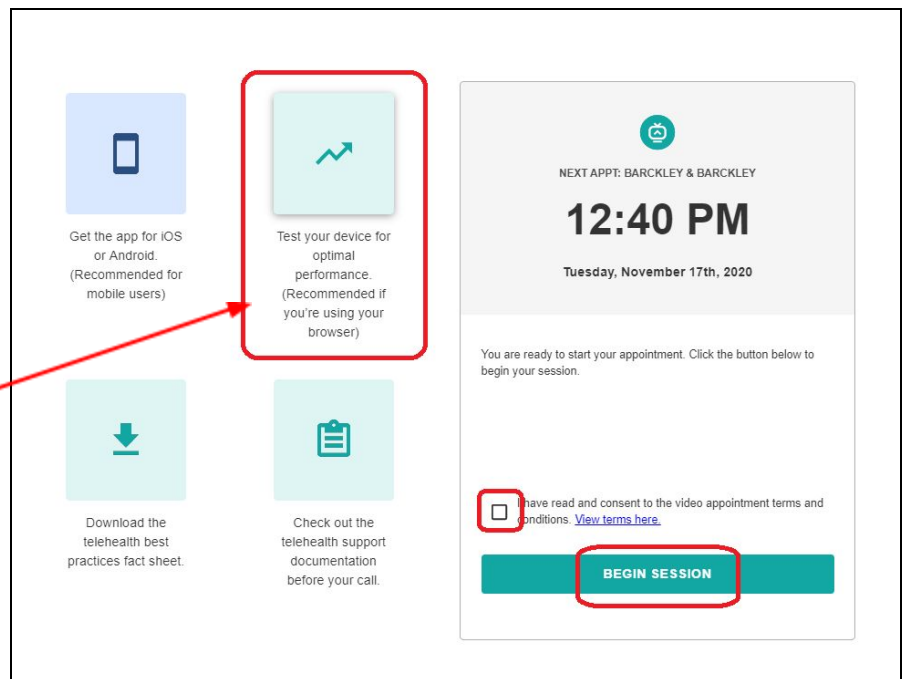 Get the app for iOS
or Android.
(Recommended for
mobile users)
Test your device for
optimal
performance.
(Recommended if
you're using your
browser)
Download the
telehealth best
practices fact sheet.
Check out the
telehealth support
documentation
before your call.
NEXT APPT: BARCKLEY & BARCKLEY
12:40 PM
Tuesday, November 17th, 2020
You are ready to start your appointment. Click the button below to
begin your session.
I have read and consent to the video appointment terms and
conditions. View terms here.
BEGIN SESSION